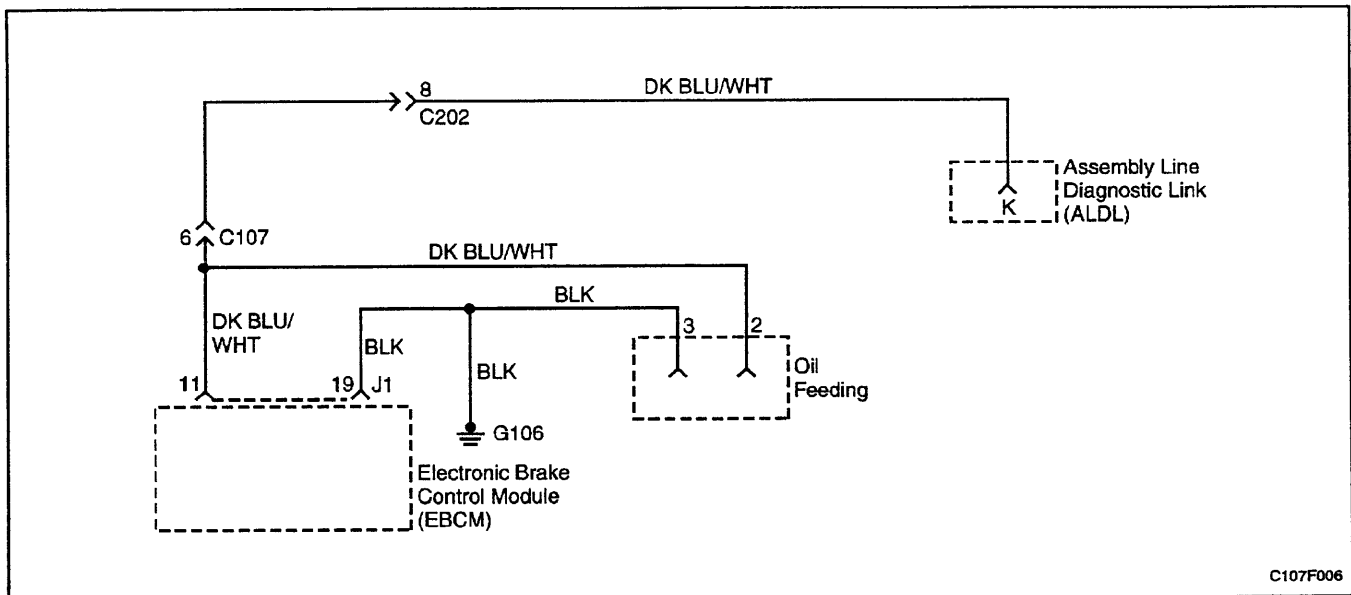 8
DK BLU/WHT
C202
Assembly Line
Diagnostic Link
(ALDL)
K
6 C107
DK BLU/WHT
BLK
DK BLU/
WHT
BLK
BLK
3
2
Oil
Feeding
11
19 J1
G106
Electronic Brake
Control Module
(EBCM)
C107F006